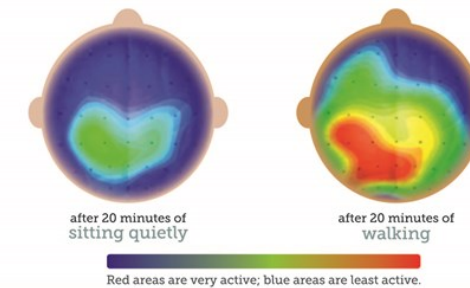 after 20 minutes of
sitting quietly
after 20 minutes of
walking
Red areas are very active; blue areas are least active.